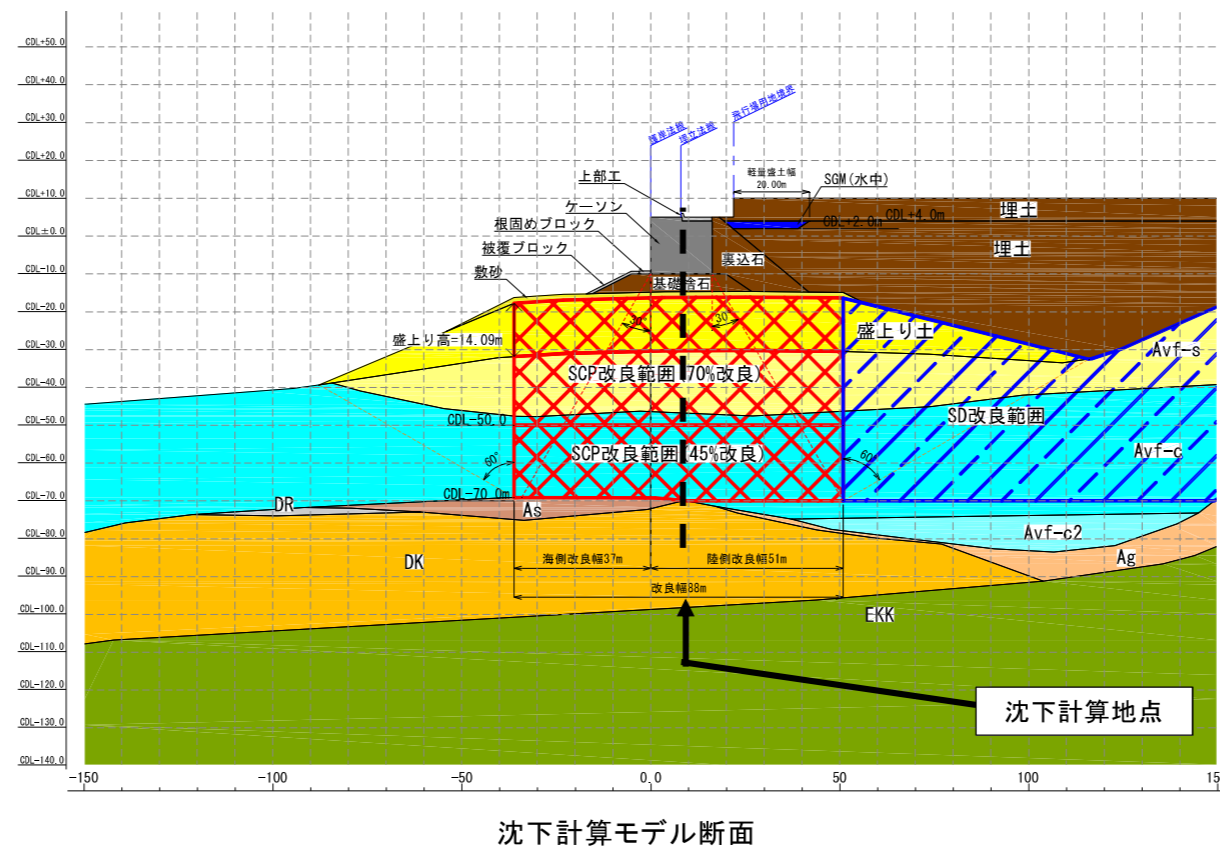 CDL+50.0
CDL+40.0
CDL+30.0
CDL+20.0
CDL+10.0
CDL±0.0
CDL-10.0
CDL-20.0
CDL-30.0
CDL-40.0
CDL-50.0
CDL-60.0
CDL-70.0
CDL-80.0
CDL-90.0
CDL-100.0
CDL-110.0
CDL-120.0
CDL-130.0
CDL-140.0
護岸法線
埋立法線
飛行場用地境界
軽量盛土幅
20.00m
SGM(水中)
上部工
ケーソン
根固めブロック
被覆ブロック
敷砂
CDL+4.0m
CDL+2.0m
埋土
埋土
裏込石
基礎捨石
30°
30°
盛上り高=14.09m
盛上り土
Avf-s
SCP改良範囲(70%改良)
CDL-50.0
SD改良範囲
SCP改良範囲(45%改良)
Avf-c
60°
60°
CDL-70.0m
DR
As
Avf-c2
DK
Ag
海側改良幅37m
陸側改良幅51m
改良幅88m
EKK
沈下計算地点
-150
-100
-50
0.0
50
100
150
沈下計算モデル断面